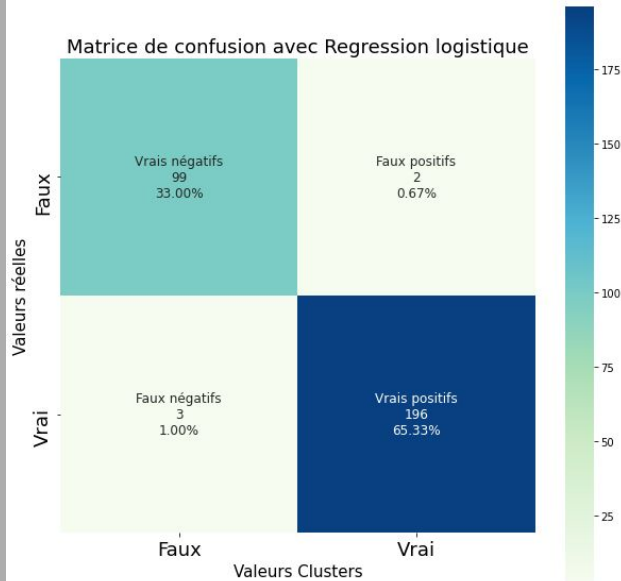 Matrice de confusion avec Regression logistique
Vrais négatifs
99
33.00%
Faux positifs
2
0.67%
Faux négatifs
3
1.00%
Vrais positifs
196
65.33%
Faux
Vrai
Valeurs réelles
Faux
Vrai
Valeurs Clusters
175
150
125
100
75
50
25